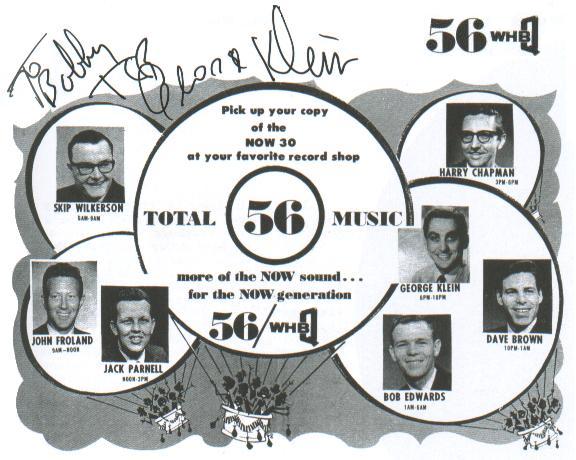 To Bobby
George Klein
56 WHBQ
Pick up your copy
of the
NOW 30
at your favorite record shop
TOTAL 56 MUSIC
more of the NOW sound...
for the NOW generation
56/WHBQ
SKIP WILKERSON
5AM-9AM
JOHN FROLAND
9AM-NOON
JACK PARNELL
NOON-3PM
HARRY CHAPMAN
3PM-6PM
GEORGE KLEIN
6PM-10PM
DAVE BROWN
10PM-1AM
BOB EDWARDS
1AM-5AM